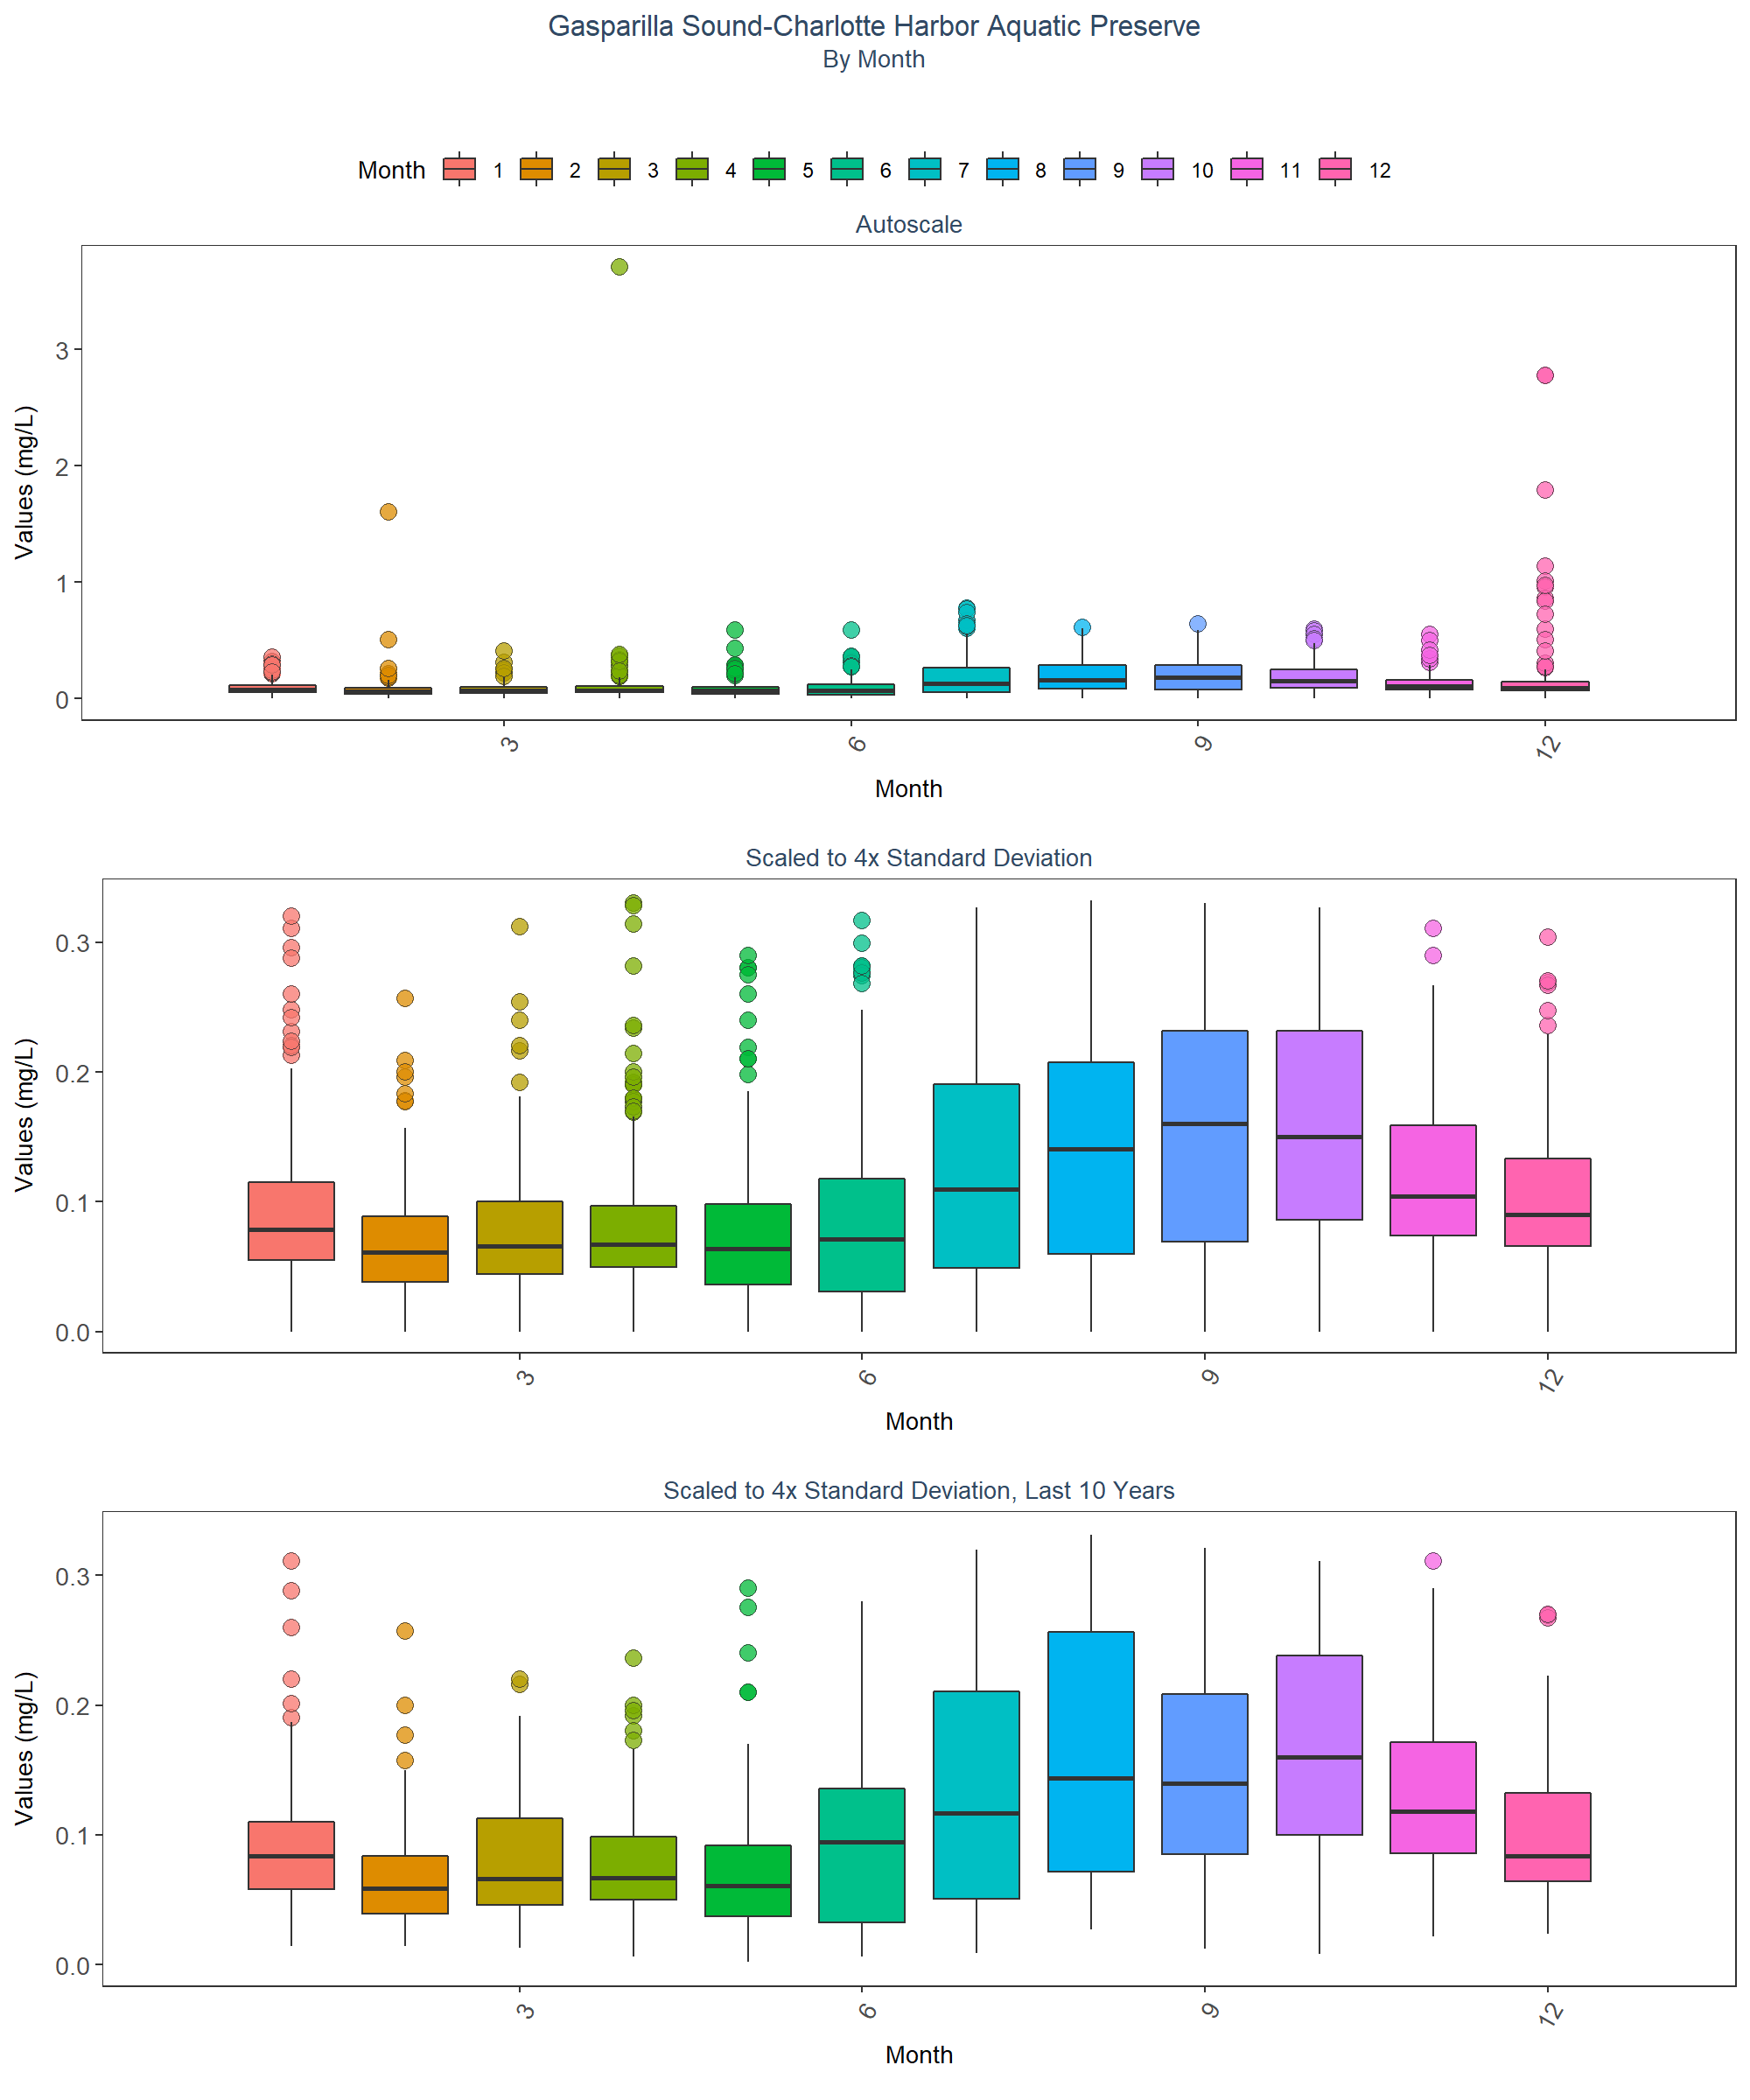 Gasparilla Sound-Charlotte Harbor Aquatic Preserve
By Month
Month 1 2 3 4 5 6 7 8 9 10 11 12
Autoscale
Values (mg/L)
3
2
1
0
3 6 9 12
Month
Scaled to 4x Standard Deviation
Values (mg/L)
0.3
0.2
0.1
0.0
3 6 9 12
Month
Scaled to 4x Standard Deviation, Last 10 Years
Values (mg/L)
0.3
0.2
0.1
0.0
3 6 9 12
Month